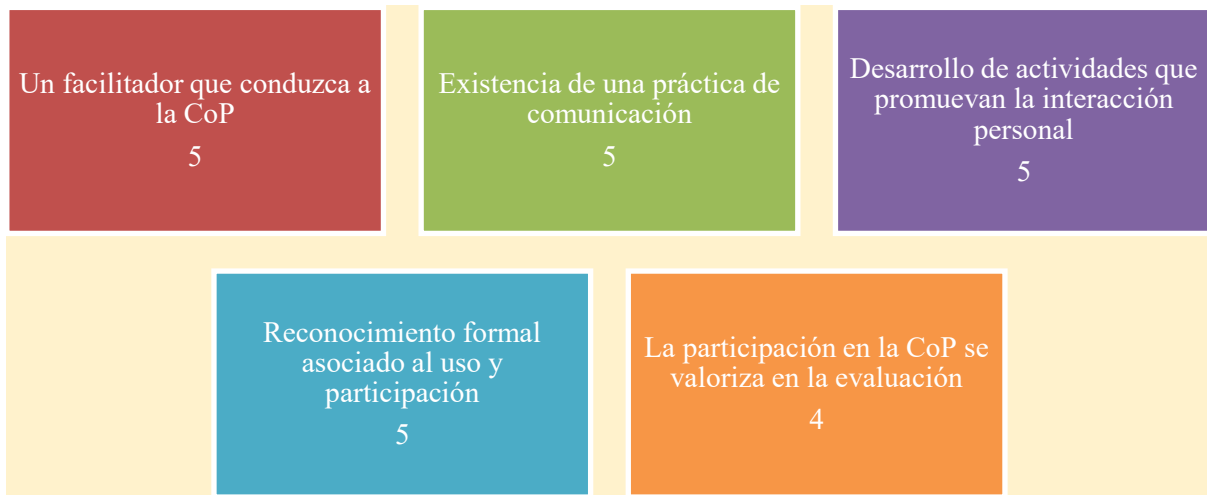 Un facilitador que conduzca a
la CoP
5
Existencia de una práctica de
comunicación
5
Desarrollo de actividades que
promuevan la interacción
personal
5
Reconocimiento formal
asociado al uso y
participación
5
La participación en la CoP se
valoriza en la evaluación
4